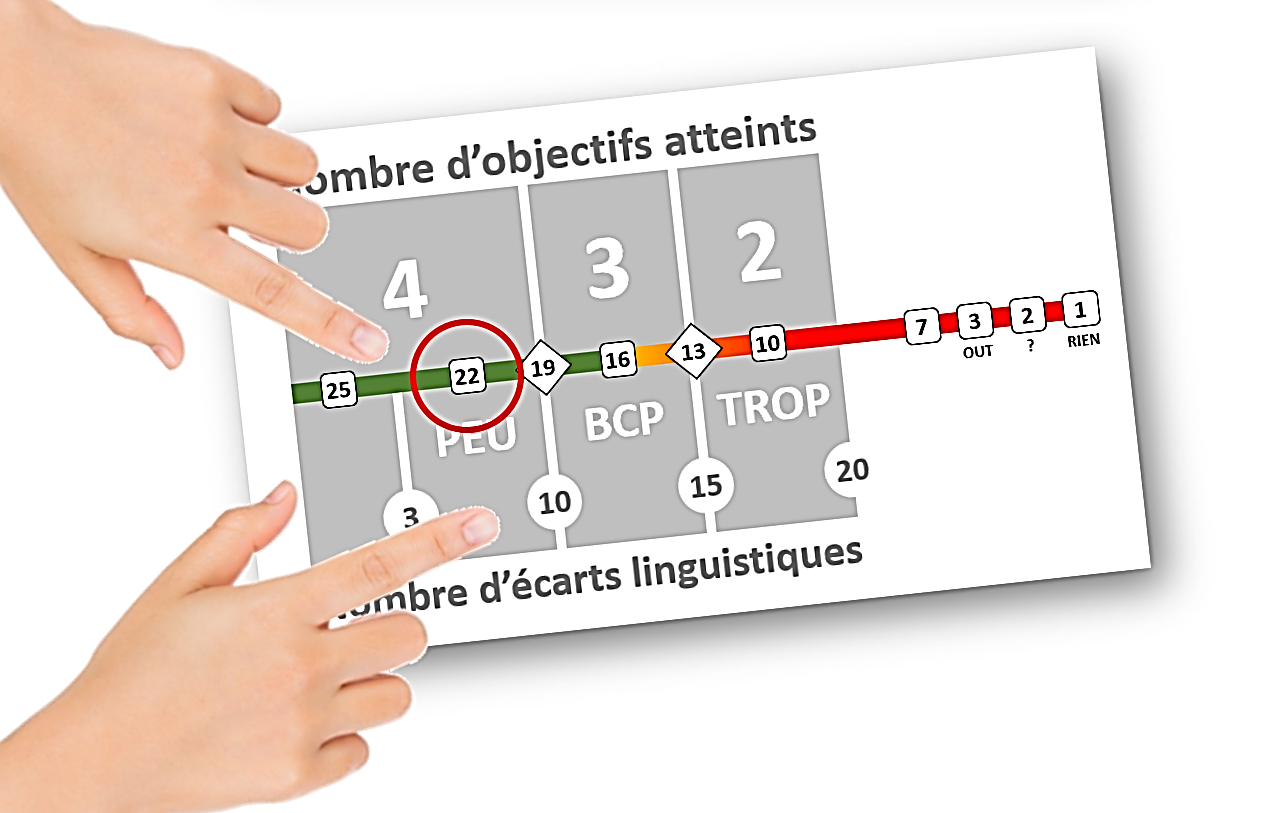 ombre d'objectifs atteints
4 3 2
25 22 19 16 13 10 7 3 2 1
OUT ? RIEN
PEU BCP TROP
3 10 15 20
ombre d'écarts linguistiques